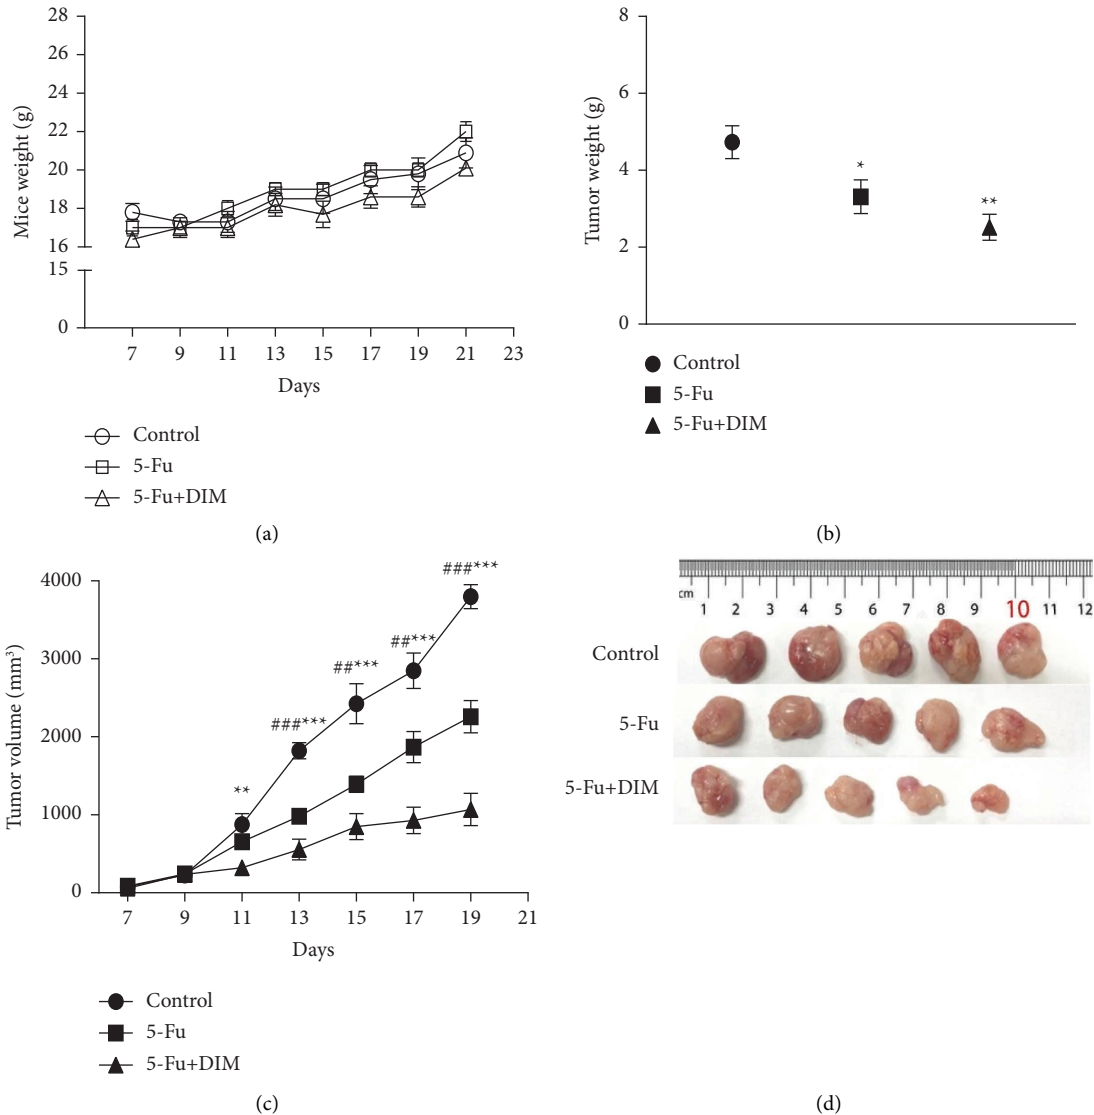 28
26
24
22
20
18
16
15
0
Mice weight (g)
7 9 11 13 15 17 19 21 23
Days
Control
5-Fu
5-Fu+DIM
(a)
8
6
4
2
0
Tumor weight (g)
*
**
Control
5-Fu
5-Fu+DIM
(b)
4000
3000
2000
1000
0
Tumor volume (mm³)
**
###***
##***
##***
###***
7 9 11 13 15 17 19 21
Days
Control
5-Fu
5-Fu+DIM
(c)
cm 1 2 3 4 5 6 7 8 9 10 11 12
Control
5-Fu
5-Fu+DIM
(d)